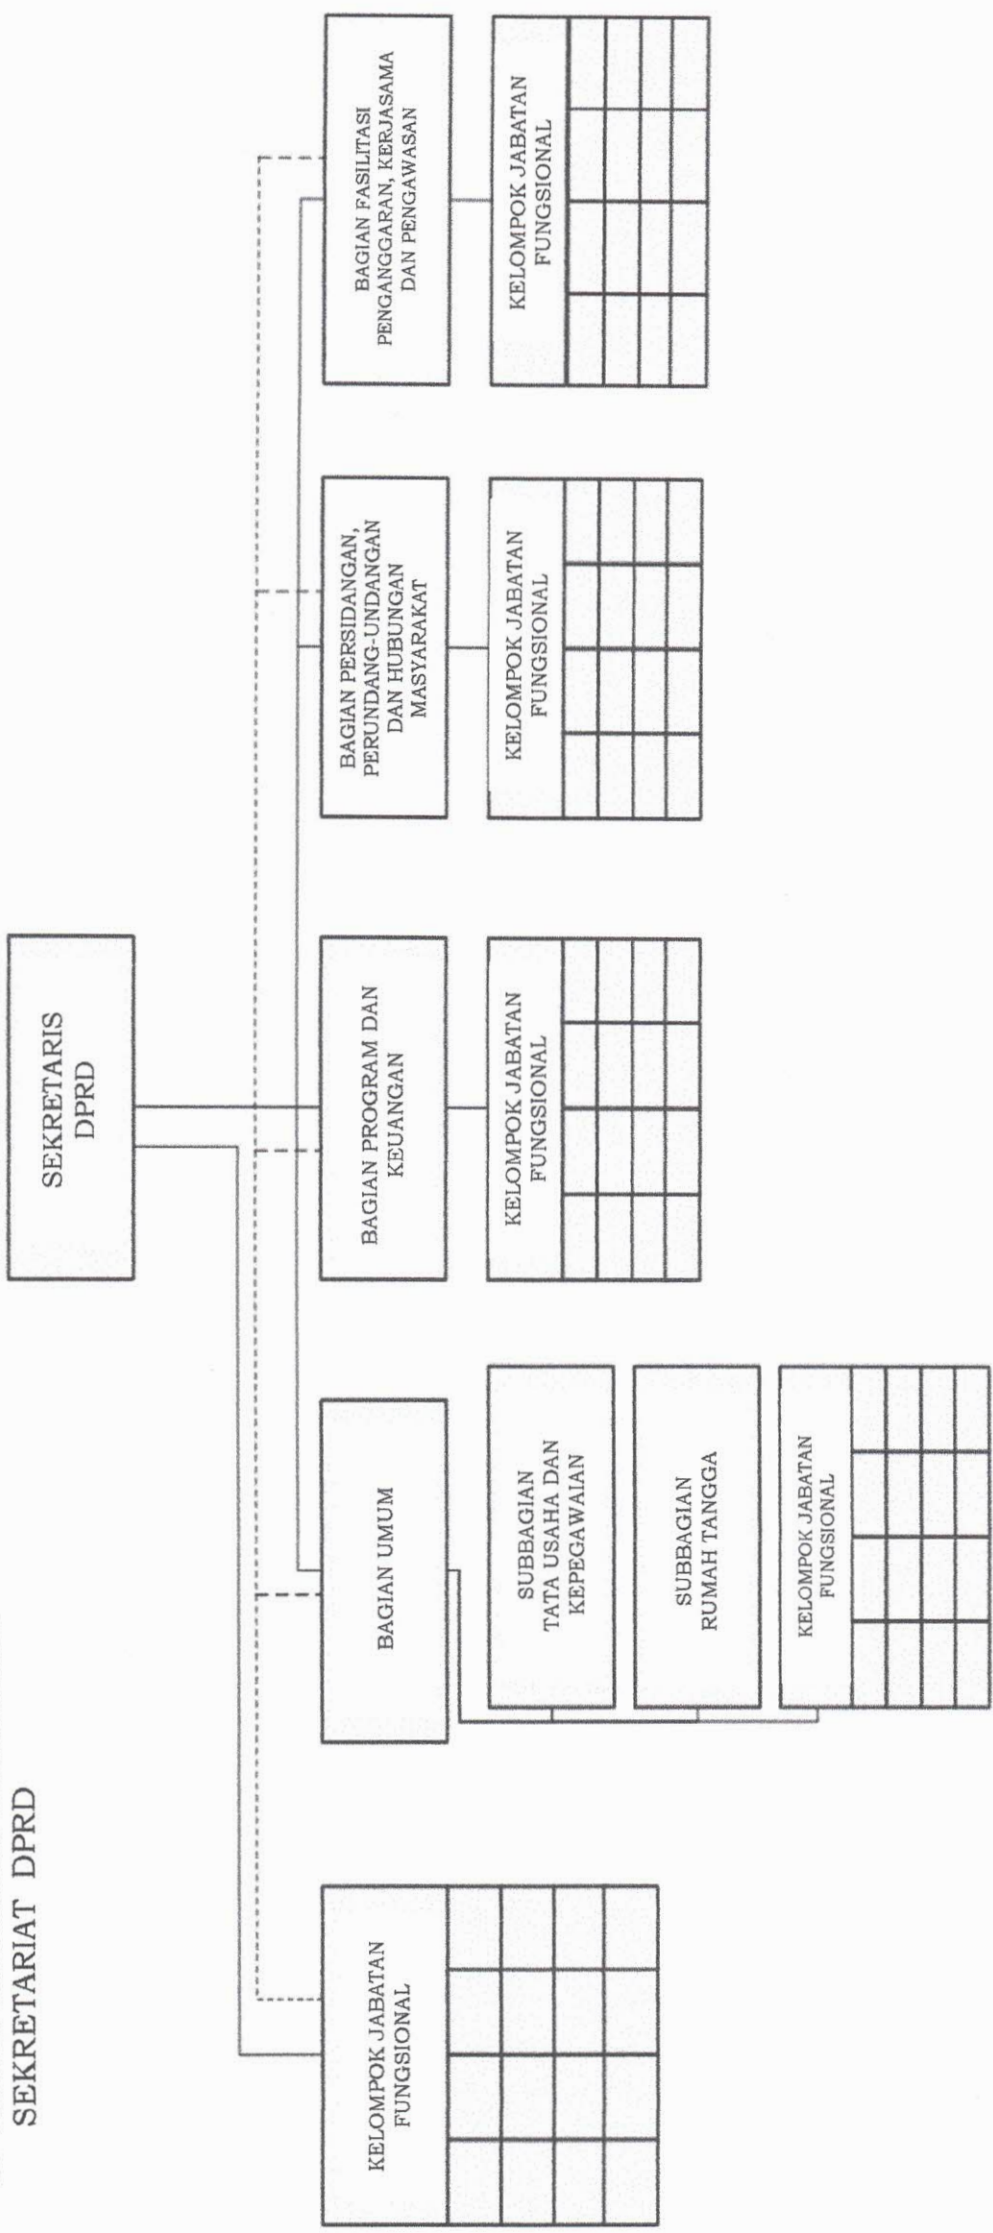 SEKRETARIAT DPRD
SEKRETARIS
DPRD
KELOMPOK JABATAN
FUNGSIONAL
BAGIAN UMUM
SUBBAGIAN
TATA USAHA DAN
KEPEGAWAIAN
SUBBAGIAN
RUMAH TANGGA
KELOMPOK JABATAN
FUNGSIONAL
BAGIAN PROGRAM DAN
KEUANGAN
KELOMPOK JABATAN
FUNGSIONAL
BAGIAN PERSIDANGAN,
PERUNDANG-UNDANGAN
DAN HUBUNGAN
MASYARAKAT
KELOMPOK JABATAN
FUNGSIONAL
BAGIAN FASILITASI
PENGANGGARAN, KERJASAMA
DAN PENGAWASAN
KELOMPOK JABATAN
FUNGSIONAL